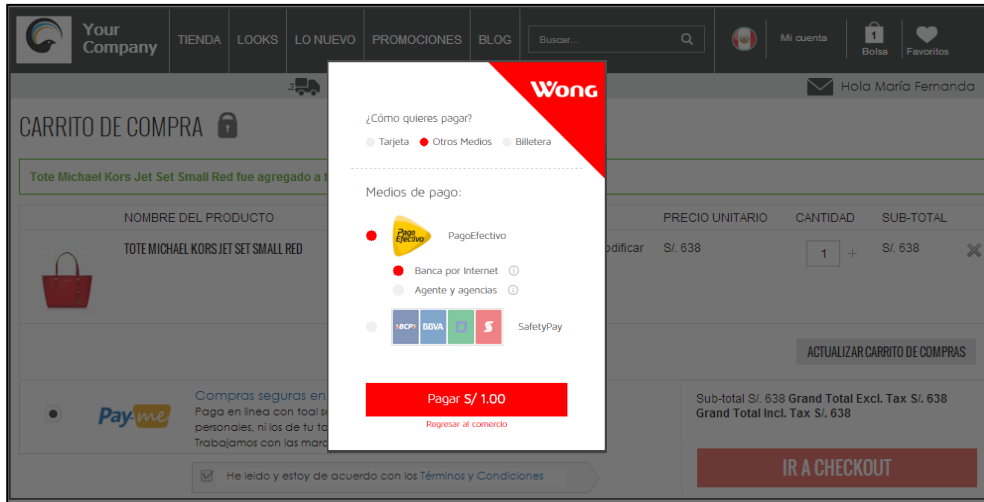 Your Company
TIENDA LOOKS LO NUEVO PROMOCIONES BLOG Buscar... Mi cuenta 1 Bolsa Favoritos
Hola María Fernanda
CARRITO DE COMPRA
Tote Michael Kors Jet Set Small Red fue agregado a t
NOMBRE DEL PRODUCTO PRECIO UNITARIO CANTIDAD SUB-TOTAL
TOTE MICHAEL KORS JET SET SMALL RED odificar S/. 638 1 + S/. 638
ACTUALIZAR CARRITO DE COMPRAS
Wong
¿Cómo quieres pagar?
Tarjeta Otros Medios Billetera
Medios de pago:
Pago Efectivo PagoEfectivo
Banca por Internet
Agente y agencias
BCP BBVA S SafetyPay
Pagar S/ 1.00
Regresar al comercio
Pay-me
Compras seguras en
Paga en linea con toal s
personales, ni los de tu ta
Trabajamos con las marc
He leído y estoy de acuerdo con los Términos y Condiciones
Sub-total S/. 638 Grand Total Excl. Tax S/. 638
Grand Total Incl. Tax S/. 638
IR A CHECKOUT